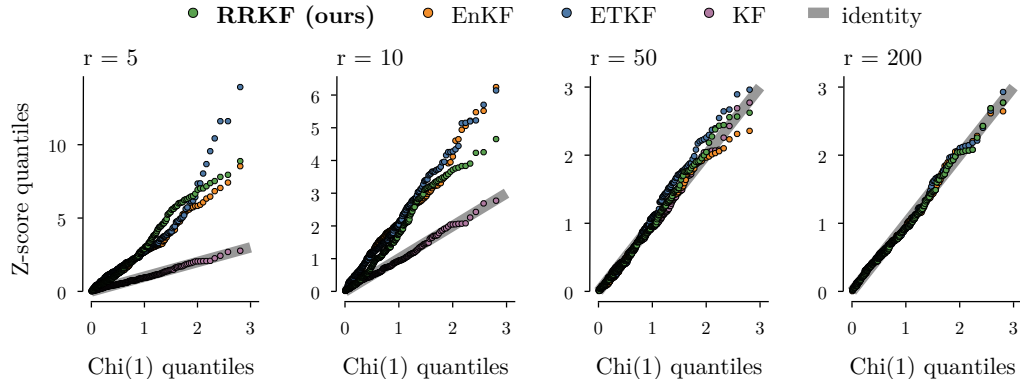 RRKF (ours) EnKF ETKF KF identity
r = 5 r = 10 r = 50 r = 200
Z-score quantiles
10
5
0
0 1 2 3
6
5
4
3
2
1
0
0 1 2 3
3
2
1
0
0 1 2 3
3
2
1
0
0 1 2 3
Chi(1) quantiles Chi(1) quantiles Chi(1) quantiles Chi(1) quantiles